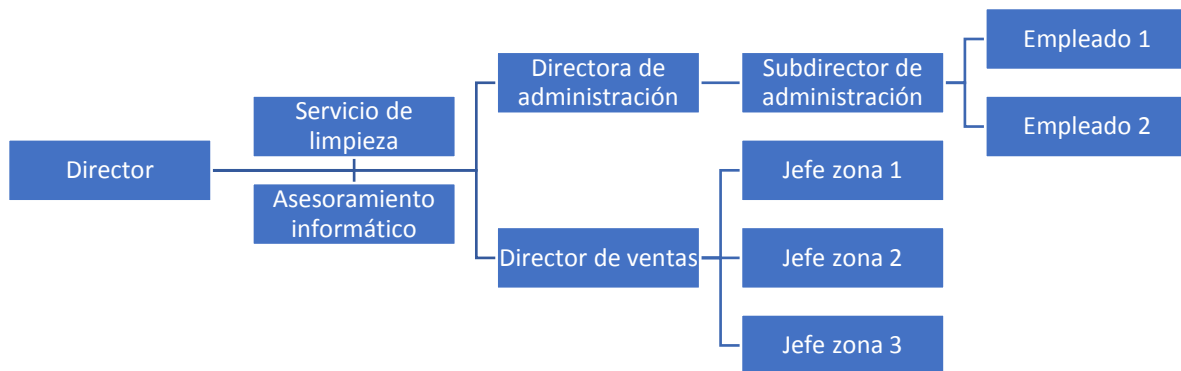 Director
Servicio de
limpieza
Asesoramiento
informático
Directora de
administración
Subdirector de
administración
Empleado 1
Empleado 2
Director de ventas
Jefe zona 1
Jefe zona 2
Jefe zona 3